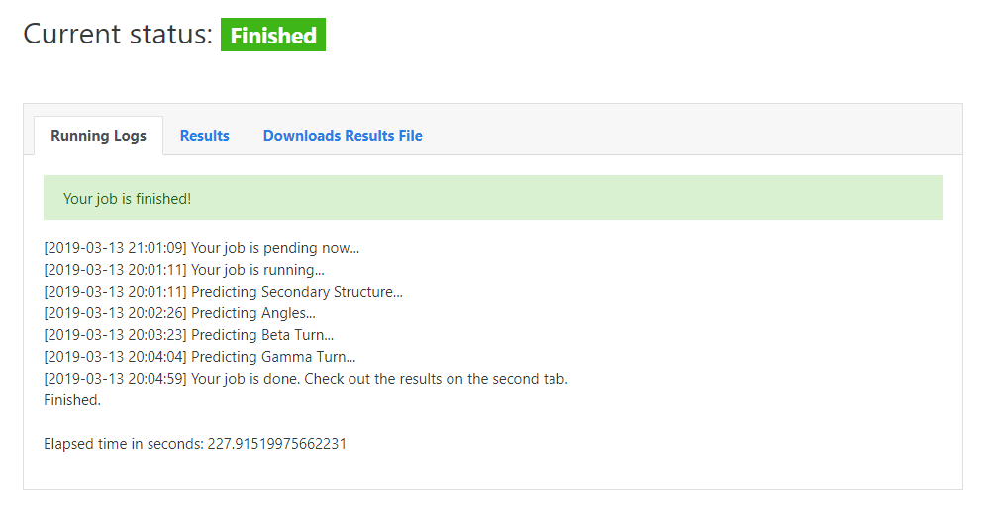 Current status: Finished
Running Logs Results Downloads Results File
Your job is finished!
[2019-03-13 21:01:09] Your job is pending now...
[2019-03-13 20:01:11] Your job is running...
[2019-03-13 20:01:11] Predicting Secondary Structure...
[2019-03-13 20:02:26] Predicting Angles...
[2019-03-13 20:03:23] Predicting Beta Turn...
[2019-03-13 20:04:04] Predicting Gamma Turn...
[2019-03-13 20:04:59] Your job is done. Check out the results on the second tab.
Finished.
Elapsed time in seconds: 227.91519975662231